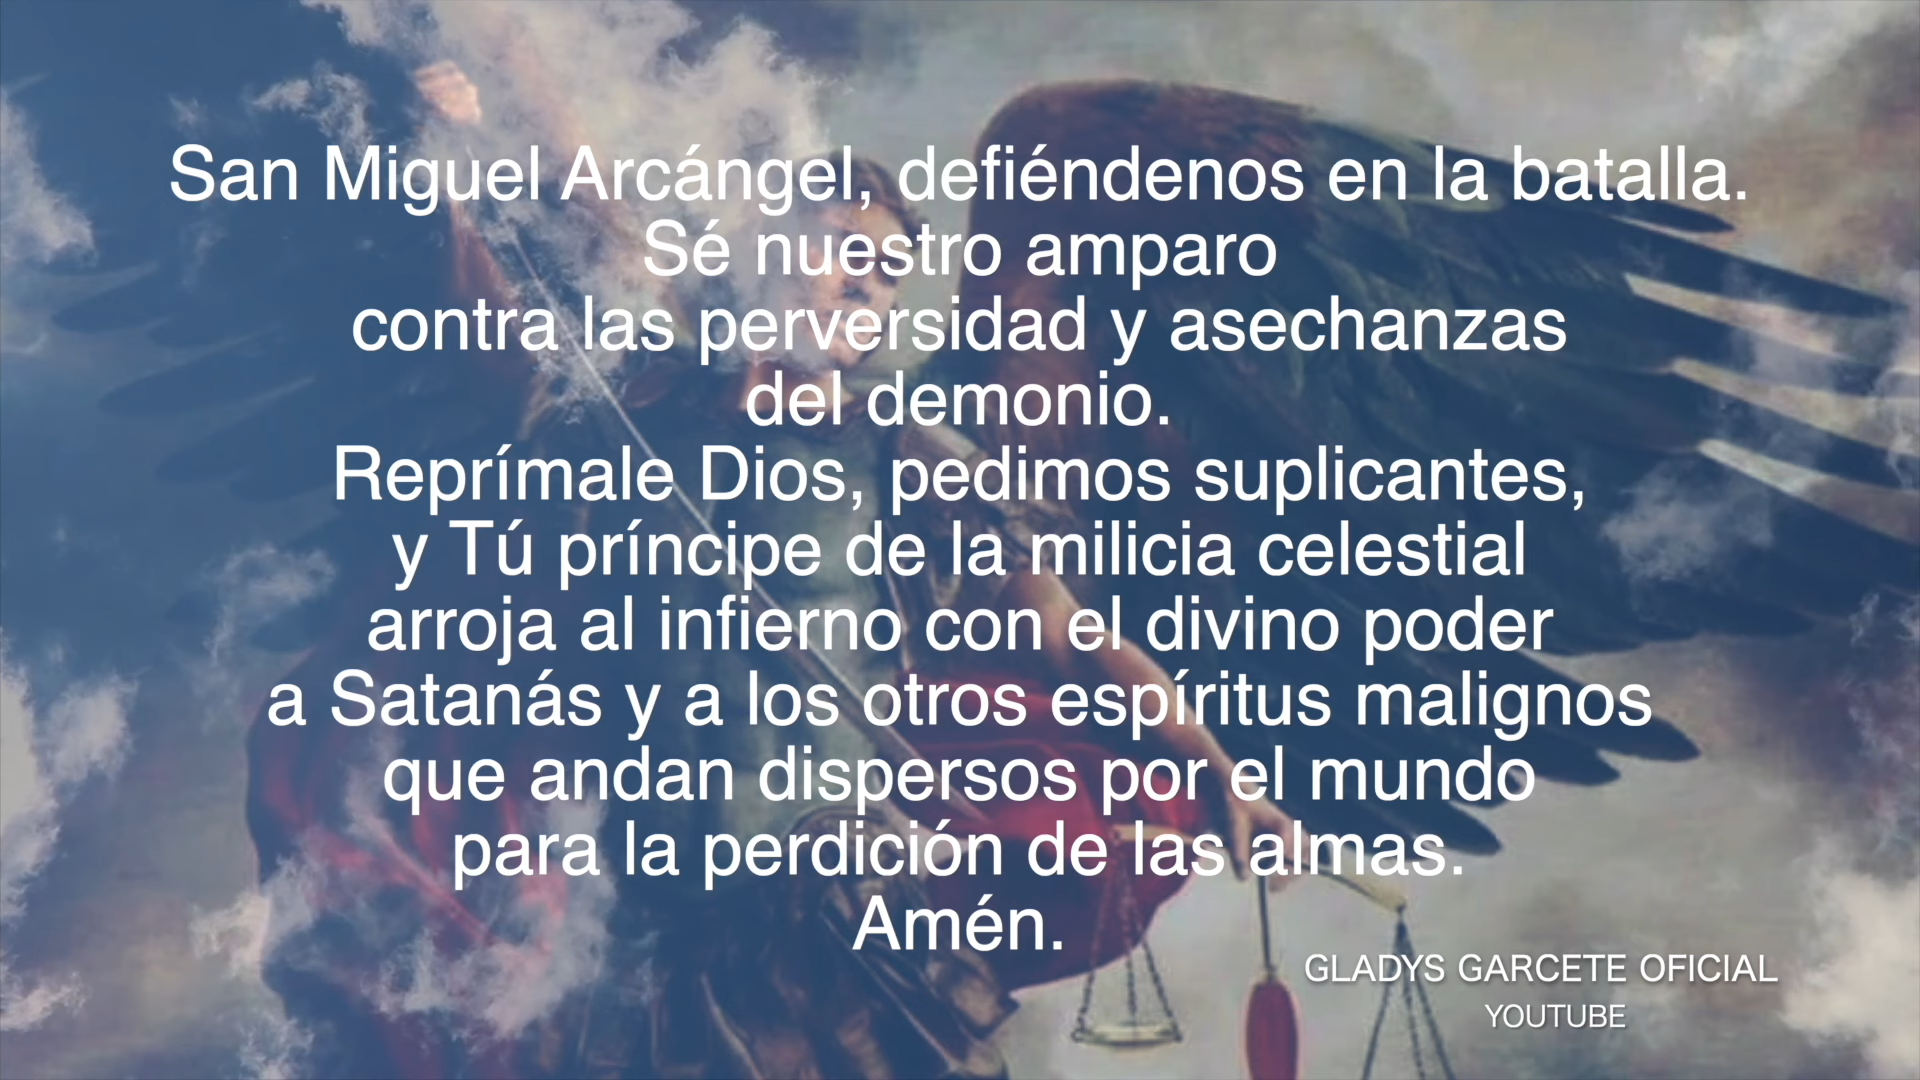 San Miguel Arcángel, defiéndenos en la batalla.
Sé nuestro amparo
contra las perversidad y asechanzas
del demonio.
Reprímale Dios, pedimos suplicantes,
y Tú príncipe de la milicia celestial
arroja al infierno con el divino poder
a Satanás y a los otros espíritus malignos
que andan dispersos por el mundo
para la perdición de las almas.
Amén.
GLADYS GARCETE OFICIAL
YOUTUBE